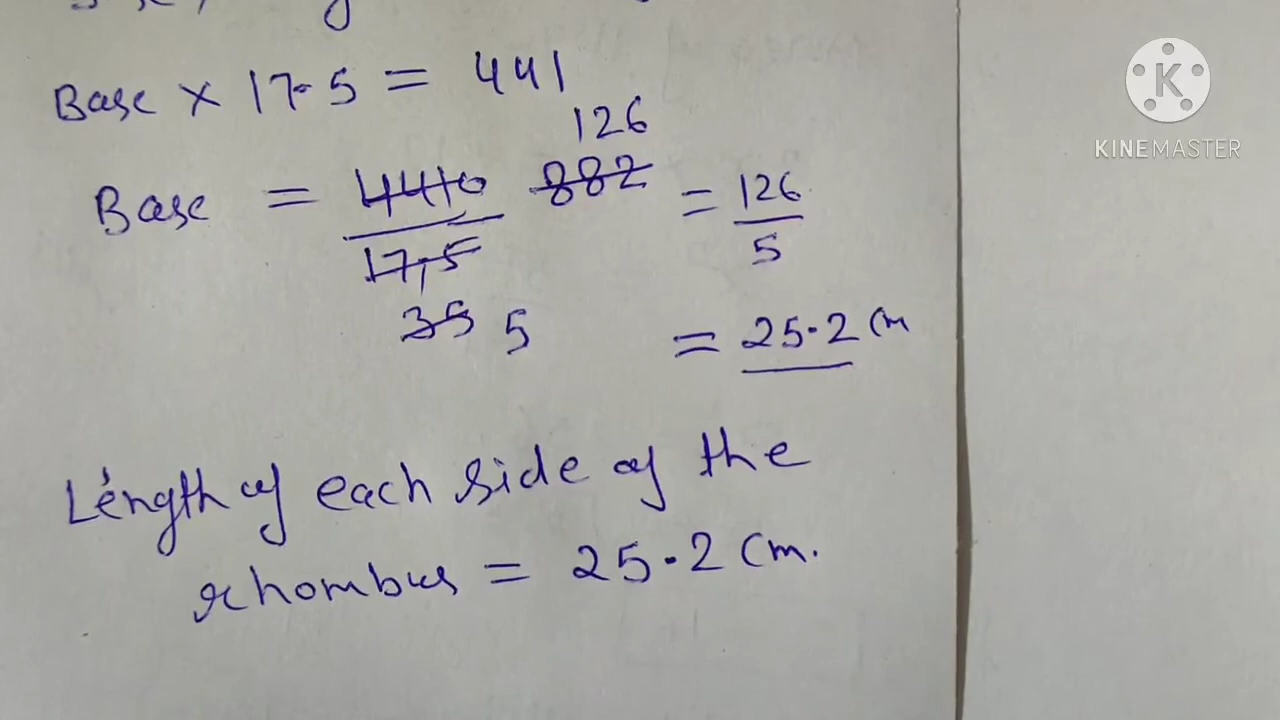 Base × 17.5 = 441
126
Base = 4410 882 = 126
17.5 5
35 5 = 25.2 cm
Length of each side of the
rhombus = 25.2 cm.
K
KINEMASTER